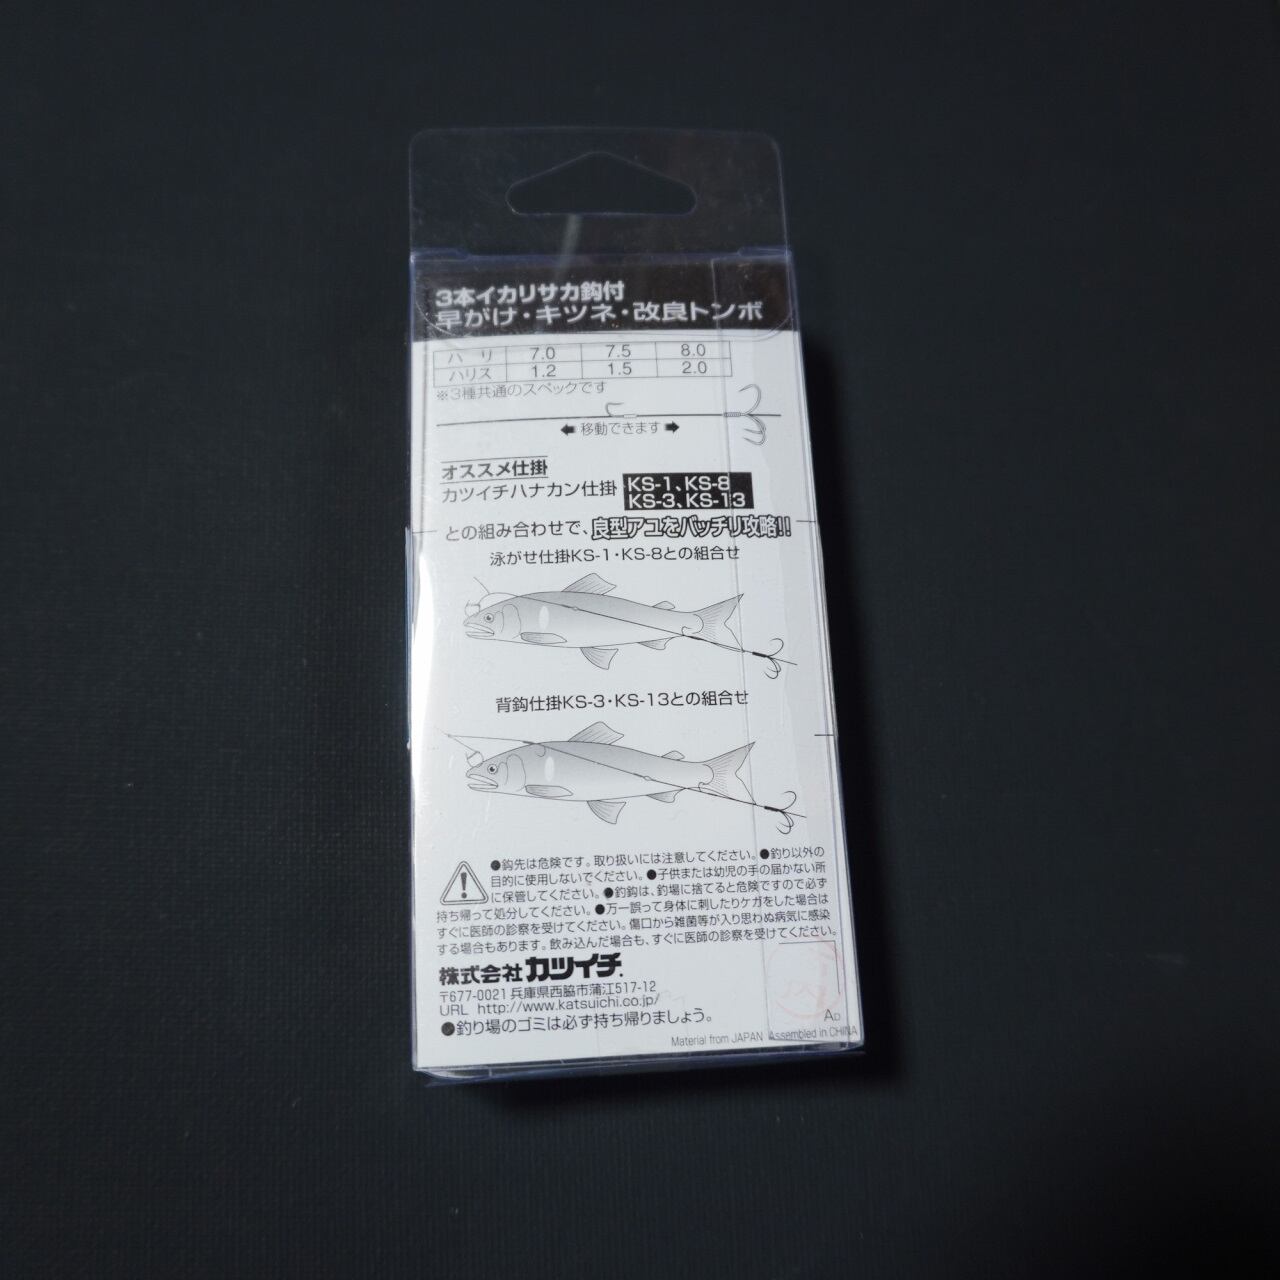 3本イカリサカ鈎付
早がけ・キツネ・改良トンボ
ハリ 7.0 7.5 8.0
ハリス 1.2 1.5 2.0
※3種共通のスペックです
移動できます
オススメ仕掛
カツイチハナカン仕掛 KS-1、KS-8
KS-3、KS-13
との組み合わせで、良型アユをバッチリ攻略!!
泳がせ仕掛KS-1・KS-8との組合せ
背鈎仕掛KS-3・KS-13との組合せ
●鈎先は危険です。取り扱いには注意してください。●釣り以外の
目的に使用しないでください。●子供または幼児の手の届かない所
に保管してください。●釣鈎は、釣場に捨てると危険ですので必ず
持ち帰って処分してください。●万一誤って身体に刺したりケガをした場合は
すぐに医師の診察を受けてください。傷口から雑菌等が入り思わぬ病気に感染
する場合もあります。飲み込んだ場合も、すぐに医師の診察を受けてください。
株式会社カツイチ.
〒677-0021 兵庫県西脇市蒲江517-12
URL http://www.katsuichi.co.jp/
●釣り場のゴミは必ず持ち帰りましょう。
AD
Material from JAPAN Assembled in CHINA